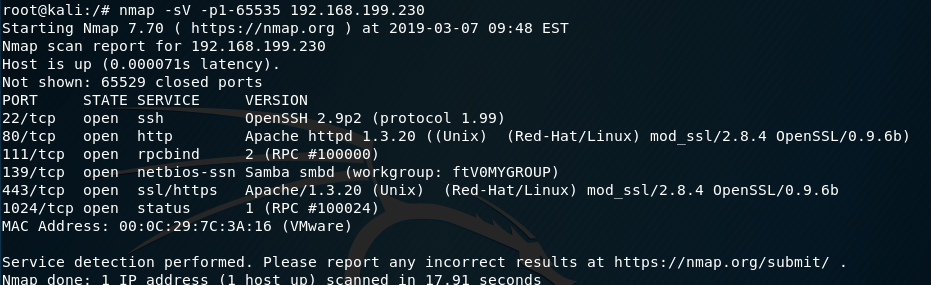 root@kali:/# nmap -sV -p1-65535 192.168.199.230
Starting Nmap 7.70 ( https://nmap.org ) at 2019-03-07 09:48 EST
Nmap scan report for 192.168.199.230
Host is up (0.000071s latency).
Not shown: 65529 closed ports
PORT     STATE SERVICE     VERSION
22/tcp   open  ssh         OpenSSH 2.9p2 (protocol 1.99)
80/tcp   open  http        Apache httpd 1.3.20 ((Unix)  (Red-Hat/Linux) mod_ssl/2.8.4 OpenSSL/0.9.6b)
111/tcp  open  rpcbind     2 (RPC #100000)
139/tcp  open  netbios-ssn Samba smbd (workgroup: ftV0MYGROUP)
443/tcp  open  ssl/https   Apache/1.3.20 (Unix)  (Red-Hat/Linux) mod_ssl/2.8.4 OpenSSL/0.9.6b
1024/tcp open  status      1 (RPC #100024)
MAC Address: 00:0C:29:7C:3A:16 (VMware)
Service detection performed. Please report any incorrect results at https://nmap.org/submit/ .
Nmap done: 1 IP address (1 host up) scanned in 17.91 seconds